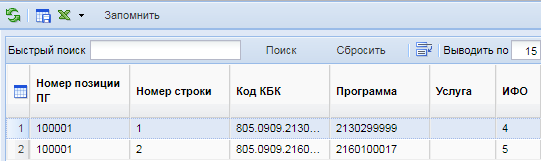 Запомнить
Быстрый поиск Поиск Сбросить Выводить по 15
Номер позиции ПГ Номер строки Код КБК Программа Услуга ИФО
1 100001 1 805.0909.2130... 2130299999 4
2 100001 2 805.0909.2160... 2160100017 5